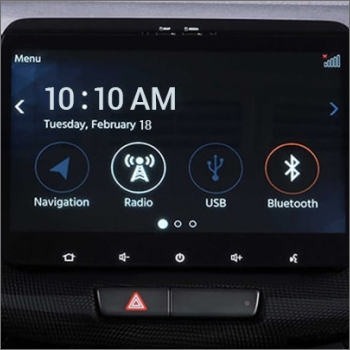 Menu
10:10 AM
Tuesday, February 18
Navigation
Radio
USB
Bluetooth